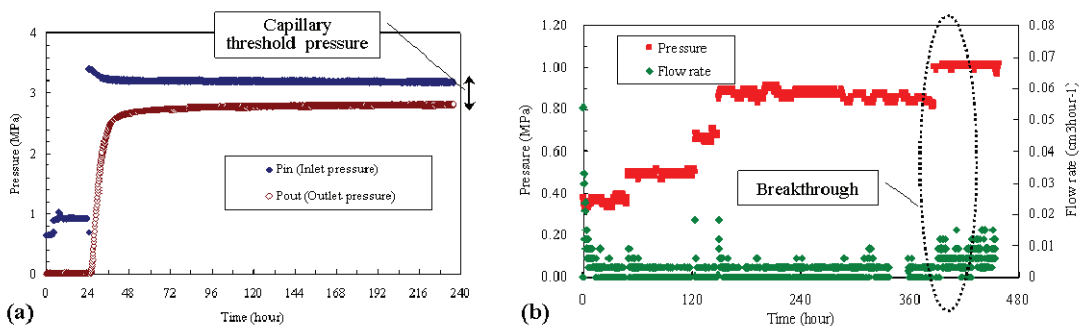 Capillary
threshold pressure
Pressure (MPa)
4
3
2
1
0
Pin (Inlet pressure)
Pout (Outlet pressure)
0 24 48 72 96 120 144 168 192 216 240
Time (hour)
(a)
Pressure (MPa)
1.20
1.00
0.80
0.60
0.40
0.20
0.00
Pressure
Flow rate
Breakthrough
0.08
0.07
0.06
0.05
0.04
0.03
0.02
0.01
0
Flow rate (cm3hour-1)
0 120 240 360 480
Time (hour)
(b)